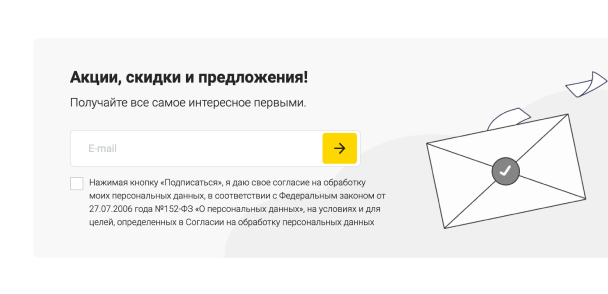 Акции, скидки и предложения!
Получайте все самое интересное первыми.
E-mail
Нажимая кнопку «Подписаться», я даю свое согласие на обработку
моих персональных данных, в соответствии с Федеральным законом от
27.07.2006 года №152-ФЗ «О персональных данных», на условиях и для
целей, определенных в Согласии на обработку персональных данных